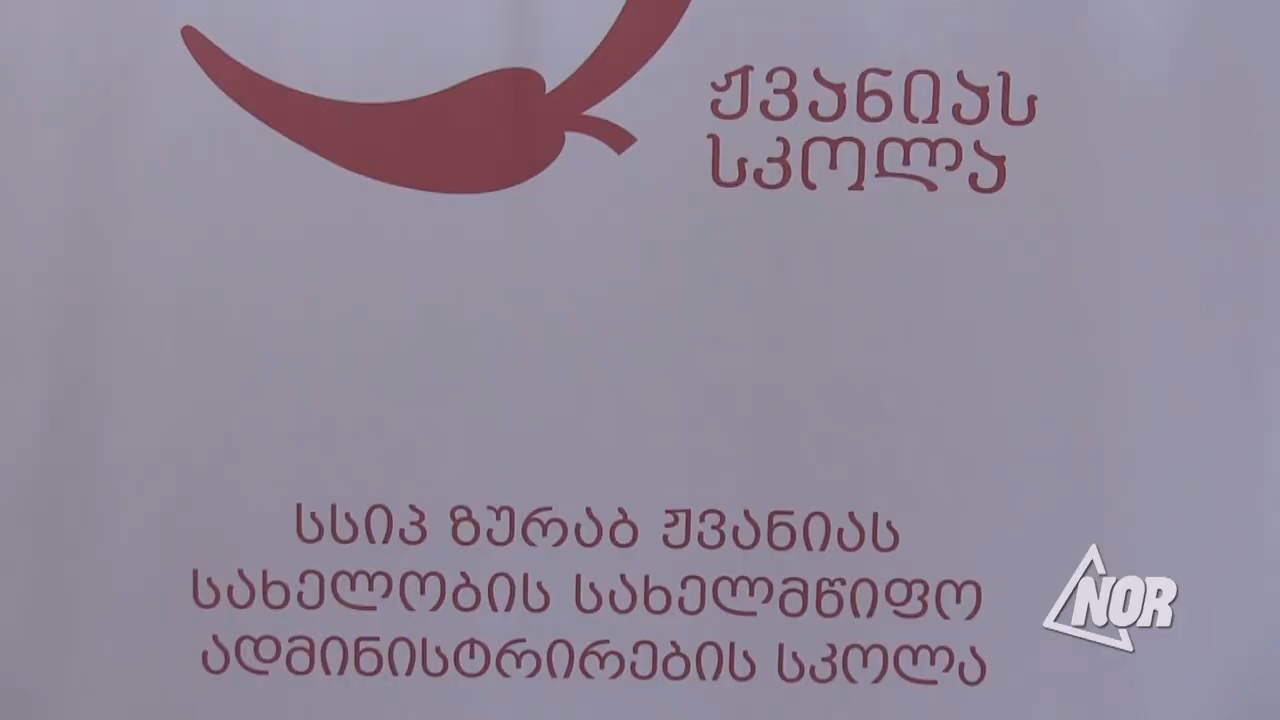 ჟვანიას
სკოლა
სსიპ ზურაბ ჟვანიას
სახელობის სახელმწიფო
ადმინისტრირების სკოლა
NOR